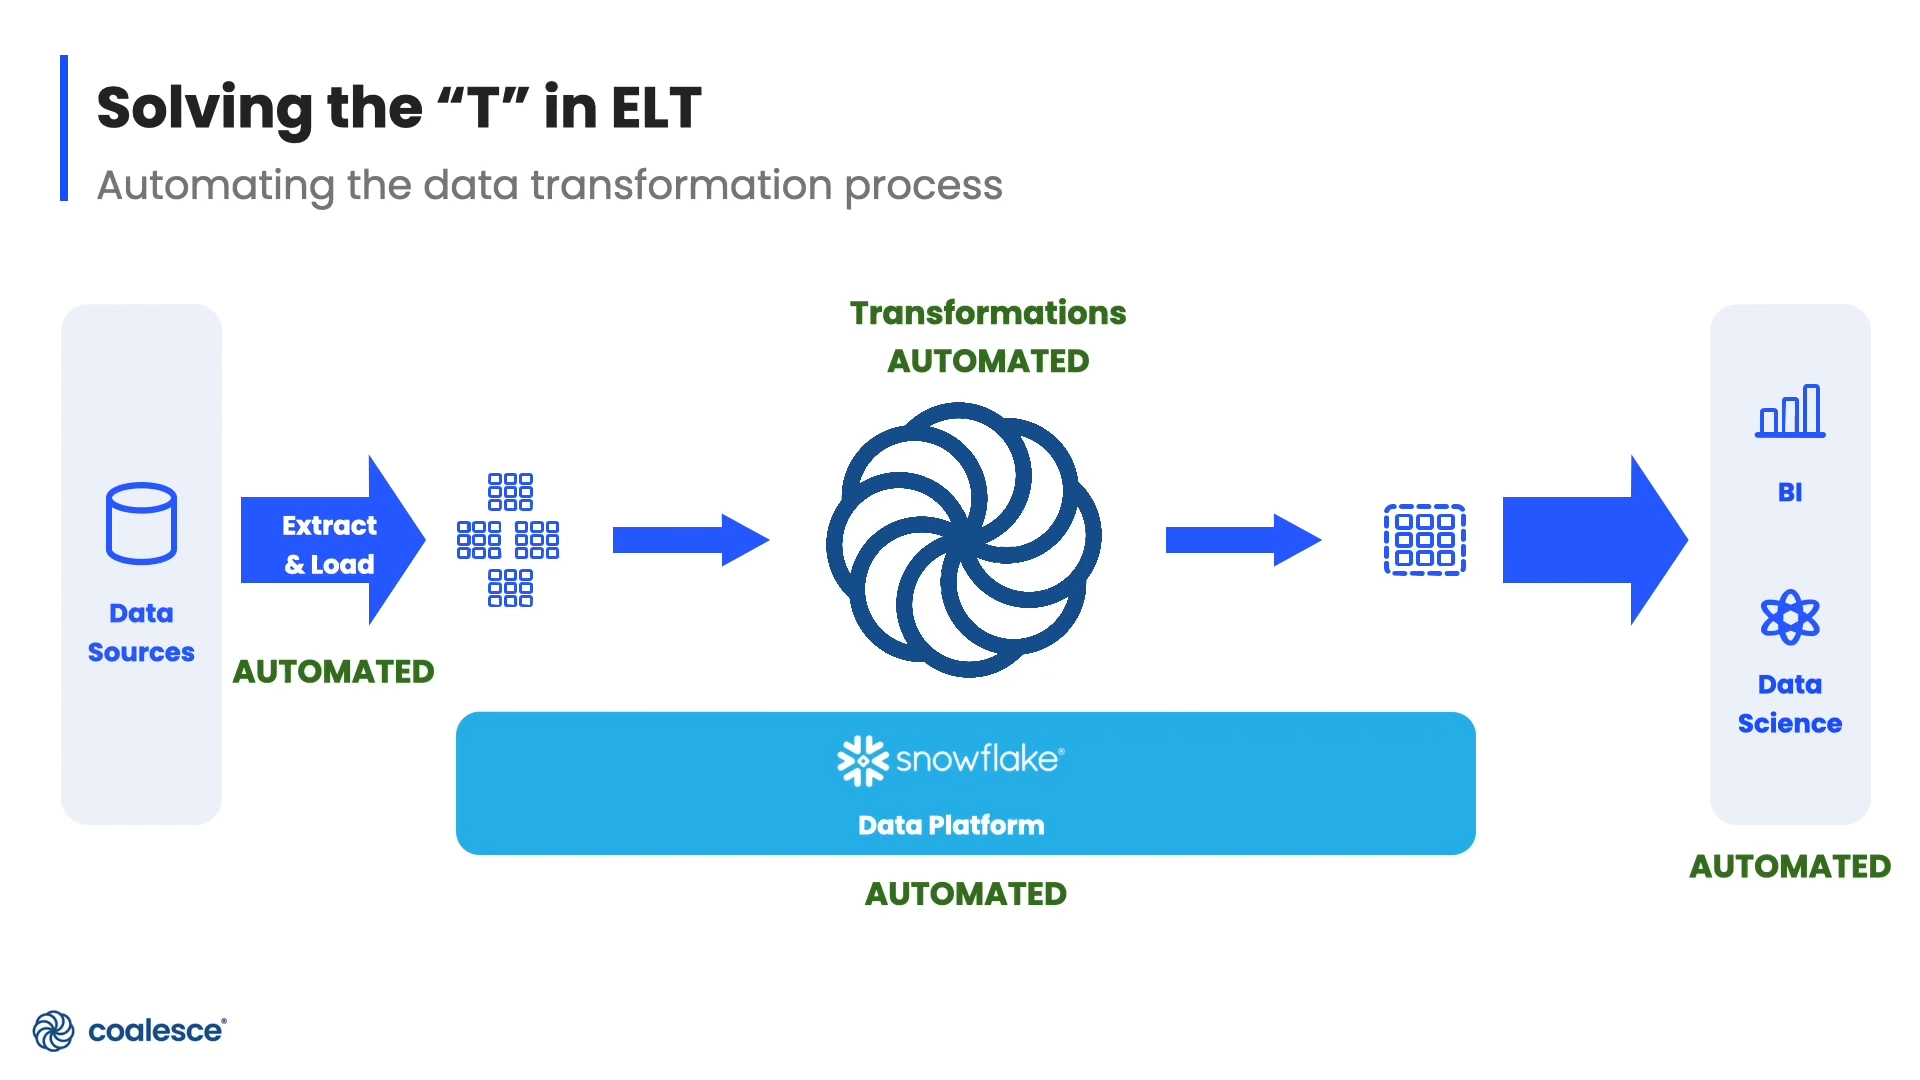 Solving the “T” in ELT
Automating the data transformation process
Transformations
AUTOMATED
Data
Sources
Extract
& Load
AUTOMATED
snowflake®
Data Platform
AUTOMATED
BI
Data
Science
AUTOMATED
coalesce®